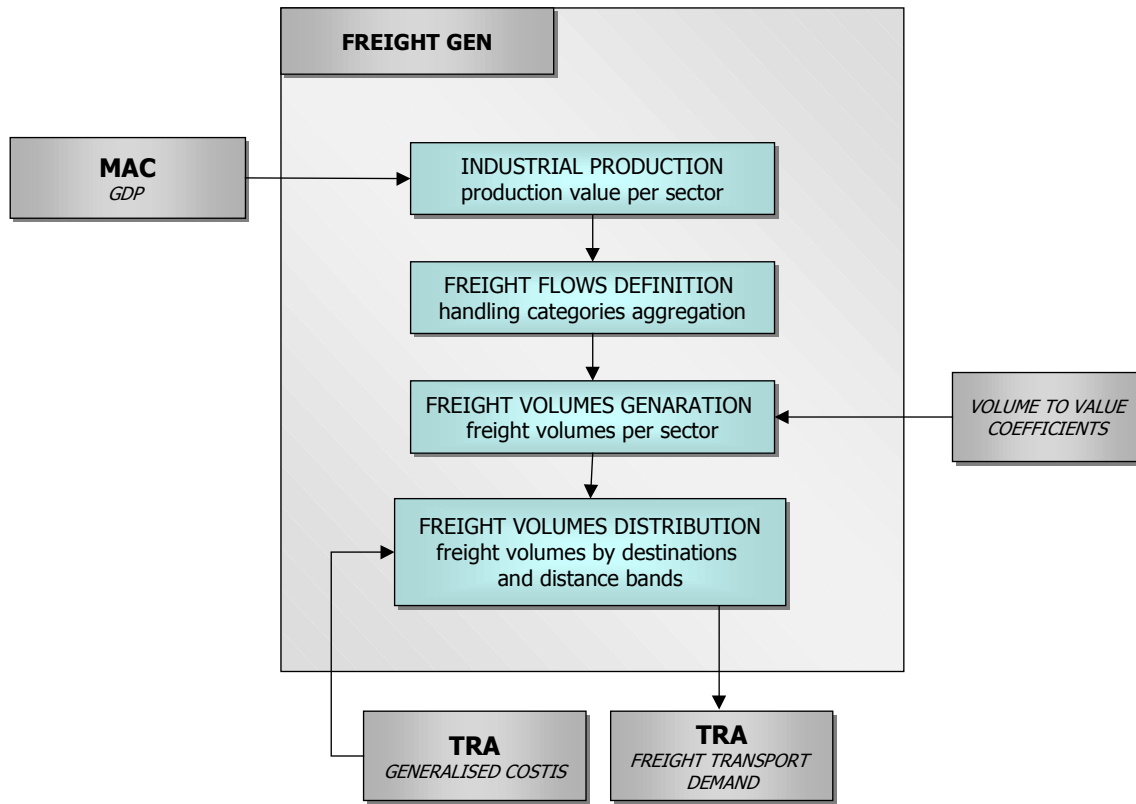 FREIGHT GEN
MAC
GDP
INDUSTRIAL PRODUCTION
production value per sector
FREIGHT FLOWS DEFINITION
handling categories aggregation
FREIGHT VOLUMES GENARATION
freight volumes per sector
VOLUME TO VALUE
COEFFICIENTS
FREIGHT VOLUMES DISTRIBUTION
freight volumes by destinations
and distance bands
TRA
GENERALISED COSTIS
TRA
FREIGHT TRANSPORT
DEMAND